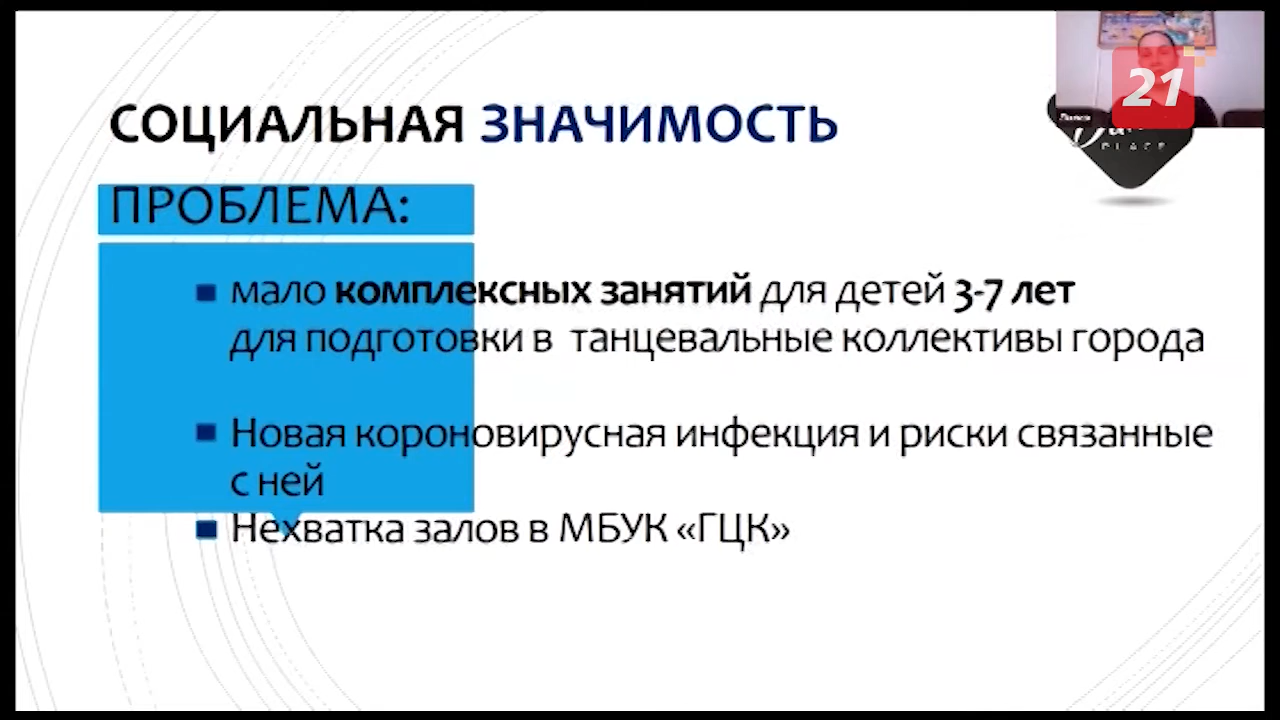 21
СОЦИАЛЬНАЯ ЗНАЧИМОСТЬ
PLACE
ПРОБЛЕМА:
мало комплексных занятий для детей 3-7 лет
для подготовки в танцевальные коллективы города
Новая короновирусная инфекция и риски связанные
с ней
Нехватка залов в МБУК «ГЦК»